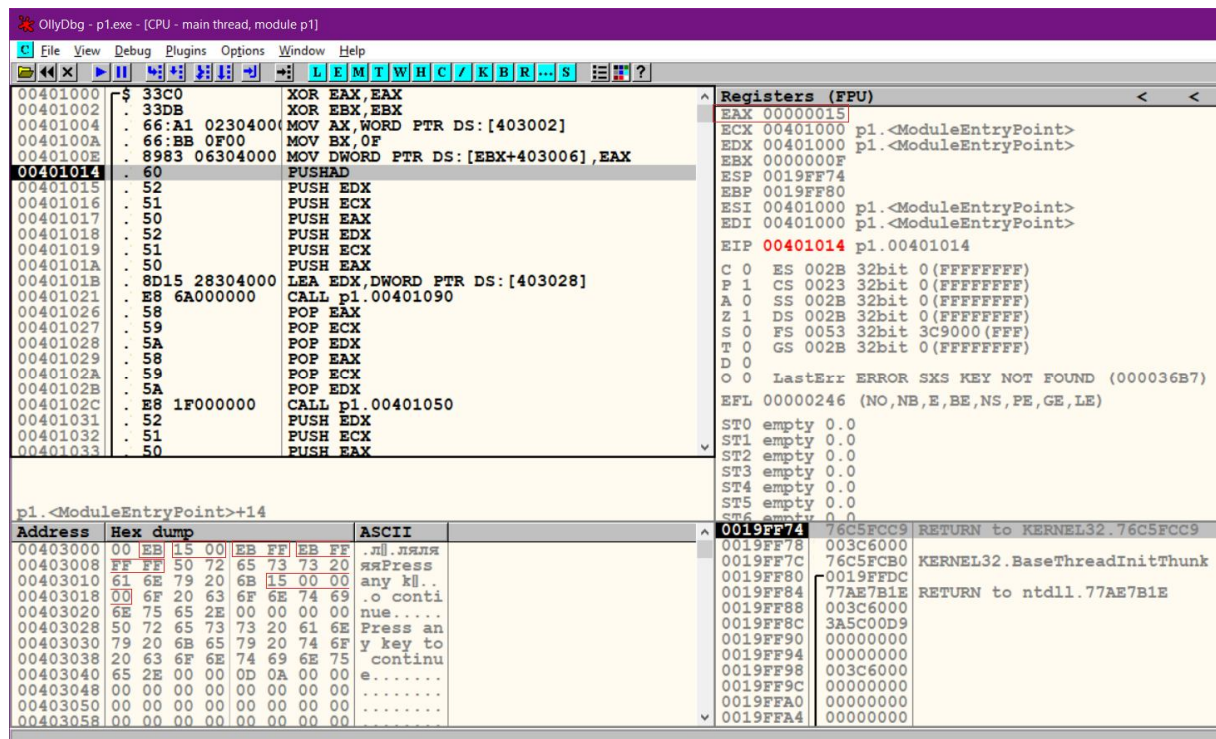 OllyDbg - p1.exe - [CPU - main thread, module p1]
C File View Debug Plugins Options Window Help
L E M T W H C / K B R ... S ?
00401000 $ 33C0 XOR EAX,EAX
00401002 . 33DB XOR EBX,EBX
00401004 . 66:A1 02304000 MOV AX,WORD PTR DS:[403002]
0040100A . 66:BB 0F00 MOV BX,0F
0040100E . 8983 06304000 MOV DWORD PTR DS:[EBX+403006],EAX
00401014 . 60 PUSHAD
00401015 . 52 PUSH EDX
00401016 . 51 PUSH ECX
00401017 . 50 PUSH EAX
00401018 . 52 PUSH EDX
00401019 . 51 PUSH ECX
0040101A . 50 PUSH EAX
0040101B . 8D15 28304000 LEA EDX,DWORD PTR DS:[403028]
00401021 . E8 6A000000 CALL p1.00401090
00401026 . 58 POP EAX
00401027 . 59 POP ECX
00401028 . 5A POP EDX
00401029 . 58 POP EAX
0040102A . 59 POP ECX
0040102B . 5A POP EDX
0040102C . E8 1F000000 CALL p1.00401050
00401031 . 52 PUSH EDX
00401032 . 51 PUSH ECX
00401033 . 50 PUSH EAX
p1.<ModuleEntryPoint>+14
Registers (FPU) < <
EAX 00000015
ECX 00401000 p1.<ModuleEntryPoint>
EDX 00401000 p1.<ModuleEntryPoint>
EBX 0000000F
ESP 0019FF74
EBP 0019FF80
ESI 00401000 p1.<ModuleEntryPoint>
EDI 00401000 p1.<ModuleEntryPoint>
EIP 00401014 p1.00401014
C 0 ES 002B 32bit 0(FFFFFFFF)
P 1 CS 0023 32bit 0(FFFFFFFF)
A 0 SS 002B 32bit 0(FFFFFFFF)
Z 1 DS 002B 32bit 0(FFFFFFFF)
S 0 FS 0053 32bit 3C9000(FFF)
T 0 GS 002B 32bit 0(FFFFFFFF)
D 0
O 0 LastErr ERROR SXS KEY NOT FOUND (000036B7)
EFL 00000246 (NO,NB,E,BE,NS,PE,GE,LE)
ST0 empty 0.0
ST1 empty 0.0
ST2 empty 0.0
ST3 empty 0.0
ST4 empty 0.0
ST5 empty 0.0
ST6 empty 0.0
Address Hex dump ASCII
00403000 00 EB 15 00 EB FF EB FF .л‖.ляля
00403008 FF FF 50 72 65 73 73 20 яяPress
00403010 61 6E 79 20 6B 15 00 00 any k‖..
00403018 00 6F 20 63 6F 6E 74 69 .o conti
00403020 6E 75 65 2E 00 00 00 00 nue.....
00403028 50 72 65 73 73 20 61 6E Press an
00403030 79 20 6B 65 79 20 74 6F y key to
00403038 20 63 6F 6E 74 69 6E 75 continu
00403040 65 2E 00 00 0D 0A 00 00 e.......
00403048 00 00 00 00 00 00 00 00 ........
00403050 00 00 00 00 00 00 00 00 ........
00403058 00 00 00 00 00 00 00 00 ........
0019FF74 76C5FCC9 RETURN to KERNEL32.76C5FCC9
0019FF78 003C6000
0019FF7C 76C5FCB0 KERNEL32.BaseThreadInitThunk
0019FF80 0019FFDC
0019FF84 77AE7B1E RETURN to ntdll.77AE7B1E
0019FF88 003C6000
0019FF8C 3A5C00D9
0019FF90 00000000
0019FF94 00000000
0019FF98 003C6000
0019FF9C 00000000
0019FFA0 00000000
0019FFA4 00000000